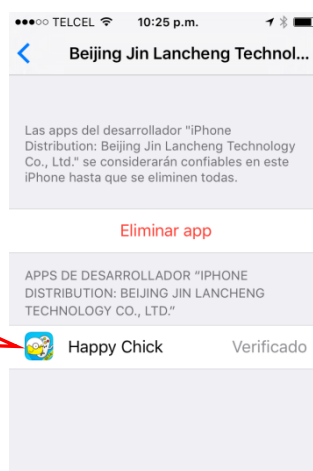 TELCEL 10:25 p.m.
Beijing Jin Lancheng Technol...
Las apps del desarrollador "iPhone
Distribution: Beijing Jin Lancheng Technology
Co., Ltd." se considerarán confiables en este
iPhone hasta que se eliminen todas.
Eliminar app
APPS DE DESARROLLADOR "IPHONE
DISTRIBUTION: BEIJING JIN LANCHENG
TECHNOLOGY CO., LTD."
Happy Chick Verificado